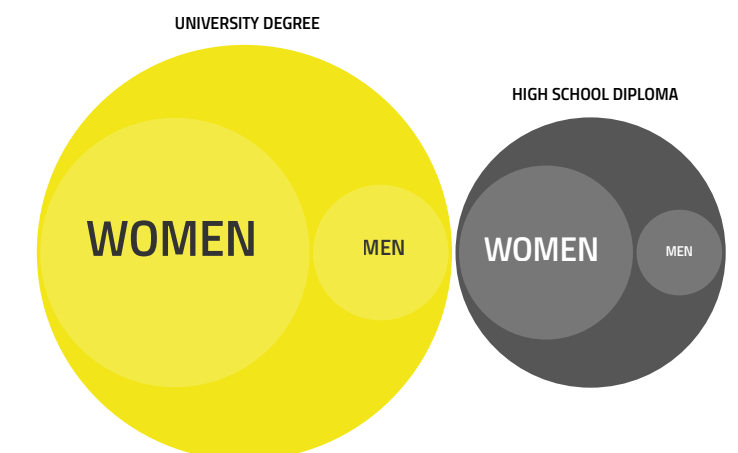 UNIVERSITY DEGREE
HIGH SCHOOL DIPLOMA
WOMEN
MEN
WOMEN
MEN